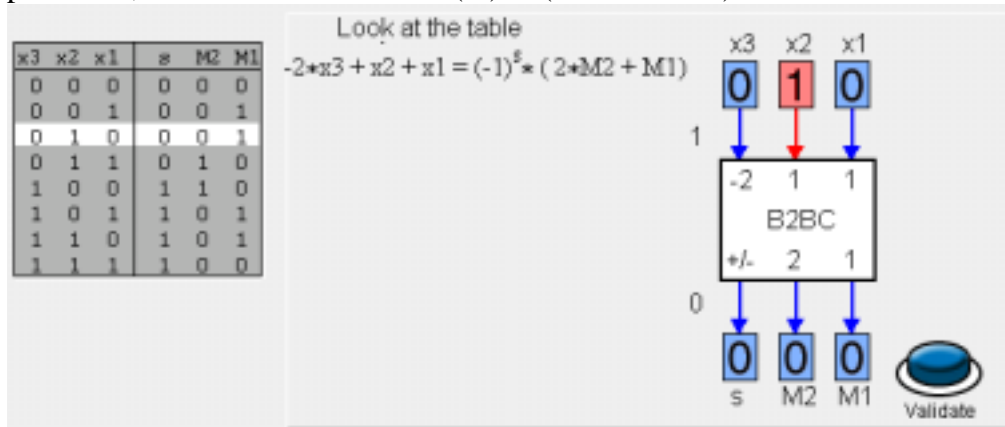 Look at the table
-2*x3 + x2 + x1 = (-1)^s * ( 2*M2 + M1)
x3 x2 x1 s M2 M1
0 0 0 0 0 0
0 0 1 0 0 1
0 1 0 0 0 1
0 1 1 0 1 0
1 0 0 1 1 0
1 0 1 1 0 1
1 1 0 1 0 1
1 1 1 1 0 0
x3 x2 x1
0 1 0
1
-2 1 1
B2BC
+/- 2 1
0
0 0 0
s M2 M1
Validate